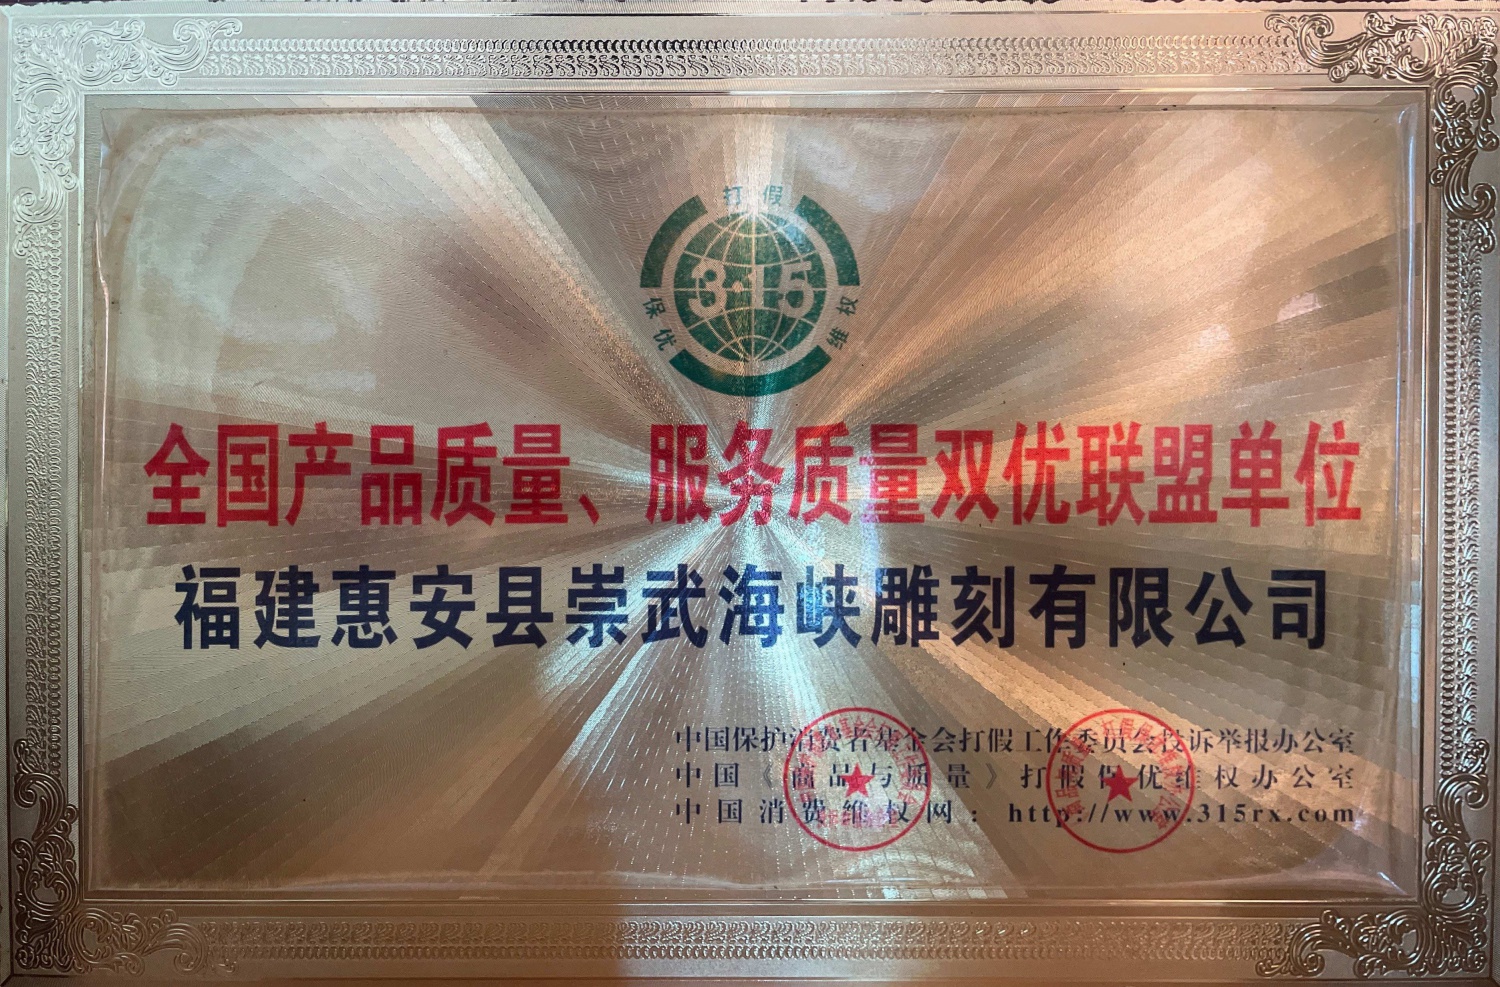 打假
3·15
保优 维权
全国产品质量、服务质量双优联盟单位
福建惠安县崇武海峡雕刻有限公司
中国保护消费者基金会打假工作委员会投诉举报办公室
中国《商品与质量》打假保优维权办公室
中国消费维权网：http://www.315rx.com